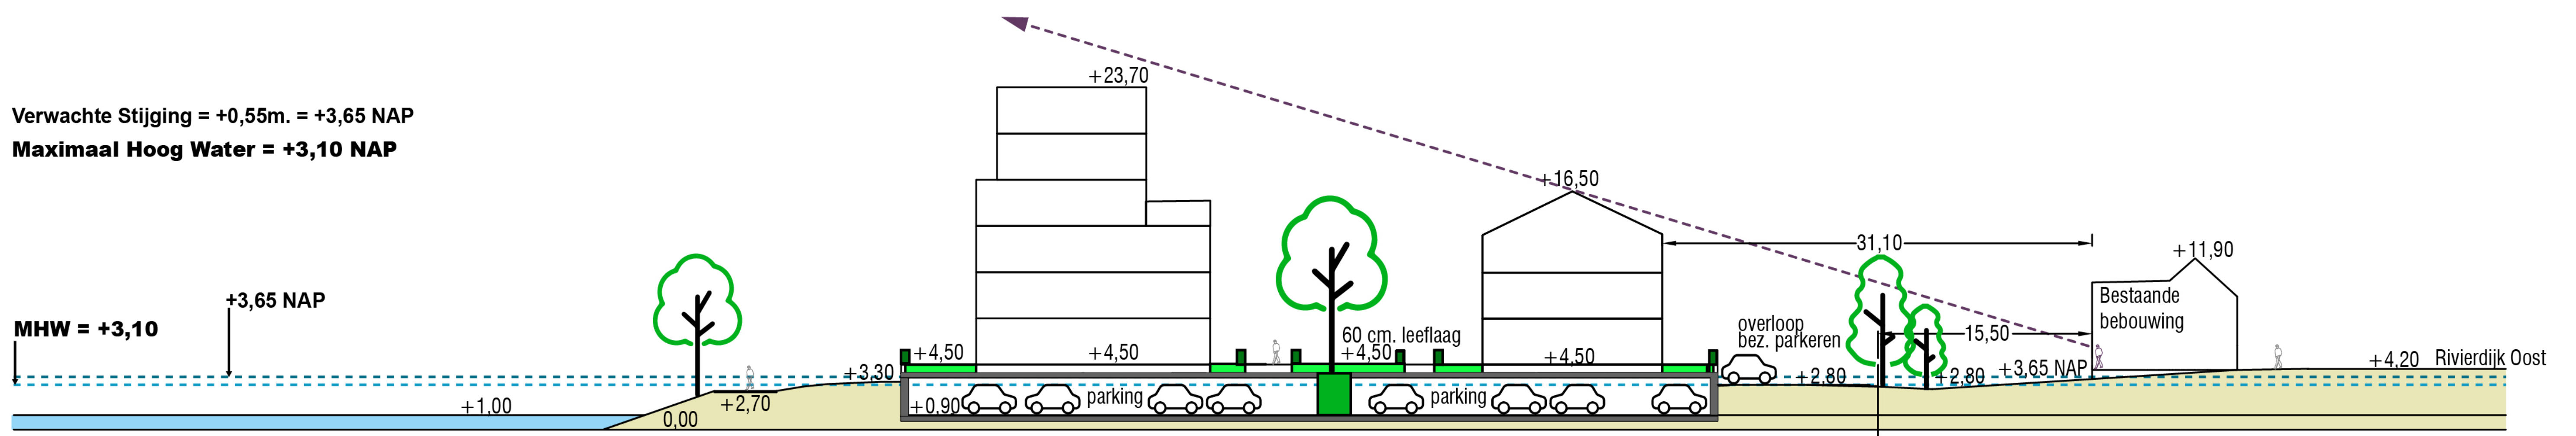 +23,70
Verwachte Stijging = +0,55m. = +3,65 NAP
Maximaal Hoog Water = +3,10 NAP
+16,50
31,10
+11,90
Bestaande
bebouwing
+3,65 NAP
MHW = +3,10
60 cm. leeflaag
overloop
bez. parkeren
15,50
+4,50
+4,50
+4,50
+4,50
+4,20 Rivierdijk Oost
+3,30
+2,80
+2,80
+3,65 NAP
+1,00
0,00
+2,70
+0,90
parking
parking